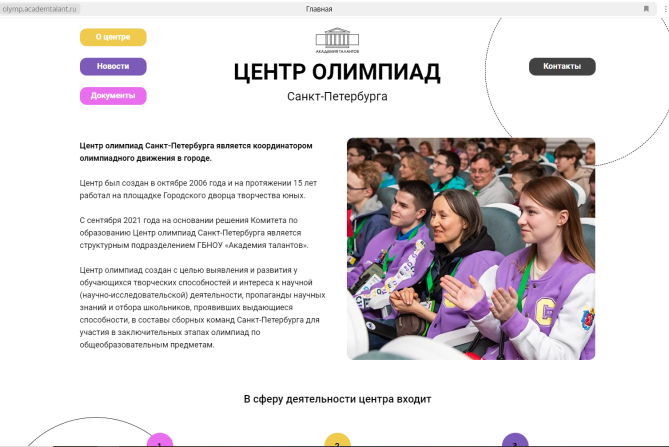 olymp.academtalant.ru
Главная
О центре
Новости
Документы
АКАДЕМИЯ ТАЛАНТОВ
ЦЕНТР ОЛИМПИАД
Санкт-Петербурга
Контакты
Центр олимпиад Санкт-Петербурга является координатором
олимпиадного движения в городе.
Центр был создан в октябре 2006 года и на протяжении 15 лет
работал на площадке Городского дворца творчества юных.
С сентября 2021 года на основании решения Комитета по
образованию Центр олимпиад Санкт-Петербурга является
структурным подразделением ГБНОУ «Академия талантов».
Центр олимпиад создан с целью выявления и развития у
обучающихся творческих способностей и интереса к научной
(научно-исследовательской) деятельности, пропаганды научных
знаний и отбора школьников, проявивших выдающиеся
способности, в составы сборных команд Санкт-Петербурга для
участия в заключительных этапах олимпиад по
общеобразовательным предметам.
В сферу деятельности центра входит
1
2
3